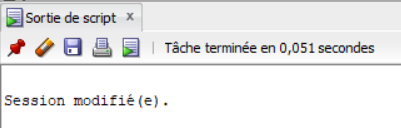 Sortie de script x
Tâche terminée en 0,051 secondes
Session modifié(e).